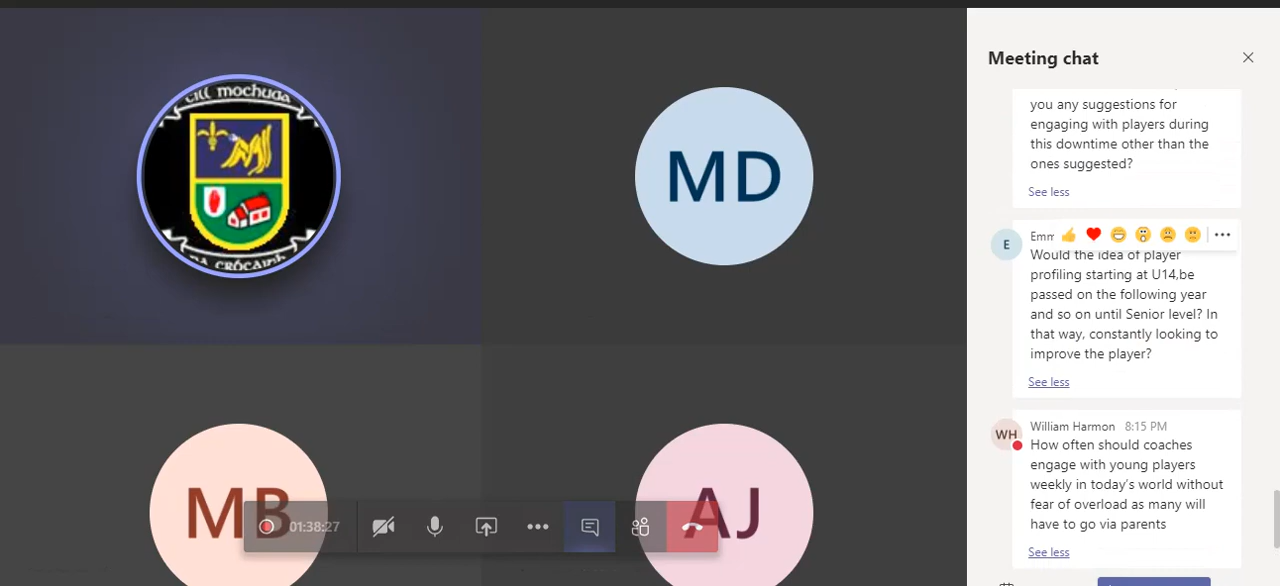 cill mochuda
na crócaire
MD
MB
AJ
01:38:27
Meeting chat
you any suggestions for
engaging with players during
this downtime other than the
ones suggested?
See less
E
Emm
Would the idea of player
profiling starting at U14,be
passed on the following year
and so on until Senior level? In
that way, constantly looking to
improve the player?
See less
WH
William Harmon 8:15 PM
How often should coaches
engage with young players
weekly in today's world without
fear of overload as many will
have to go via parents
See less